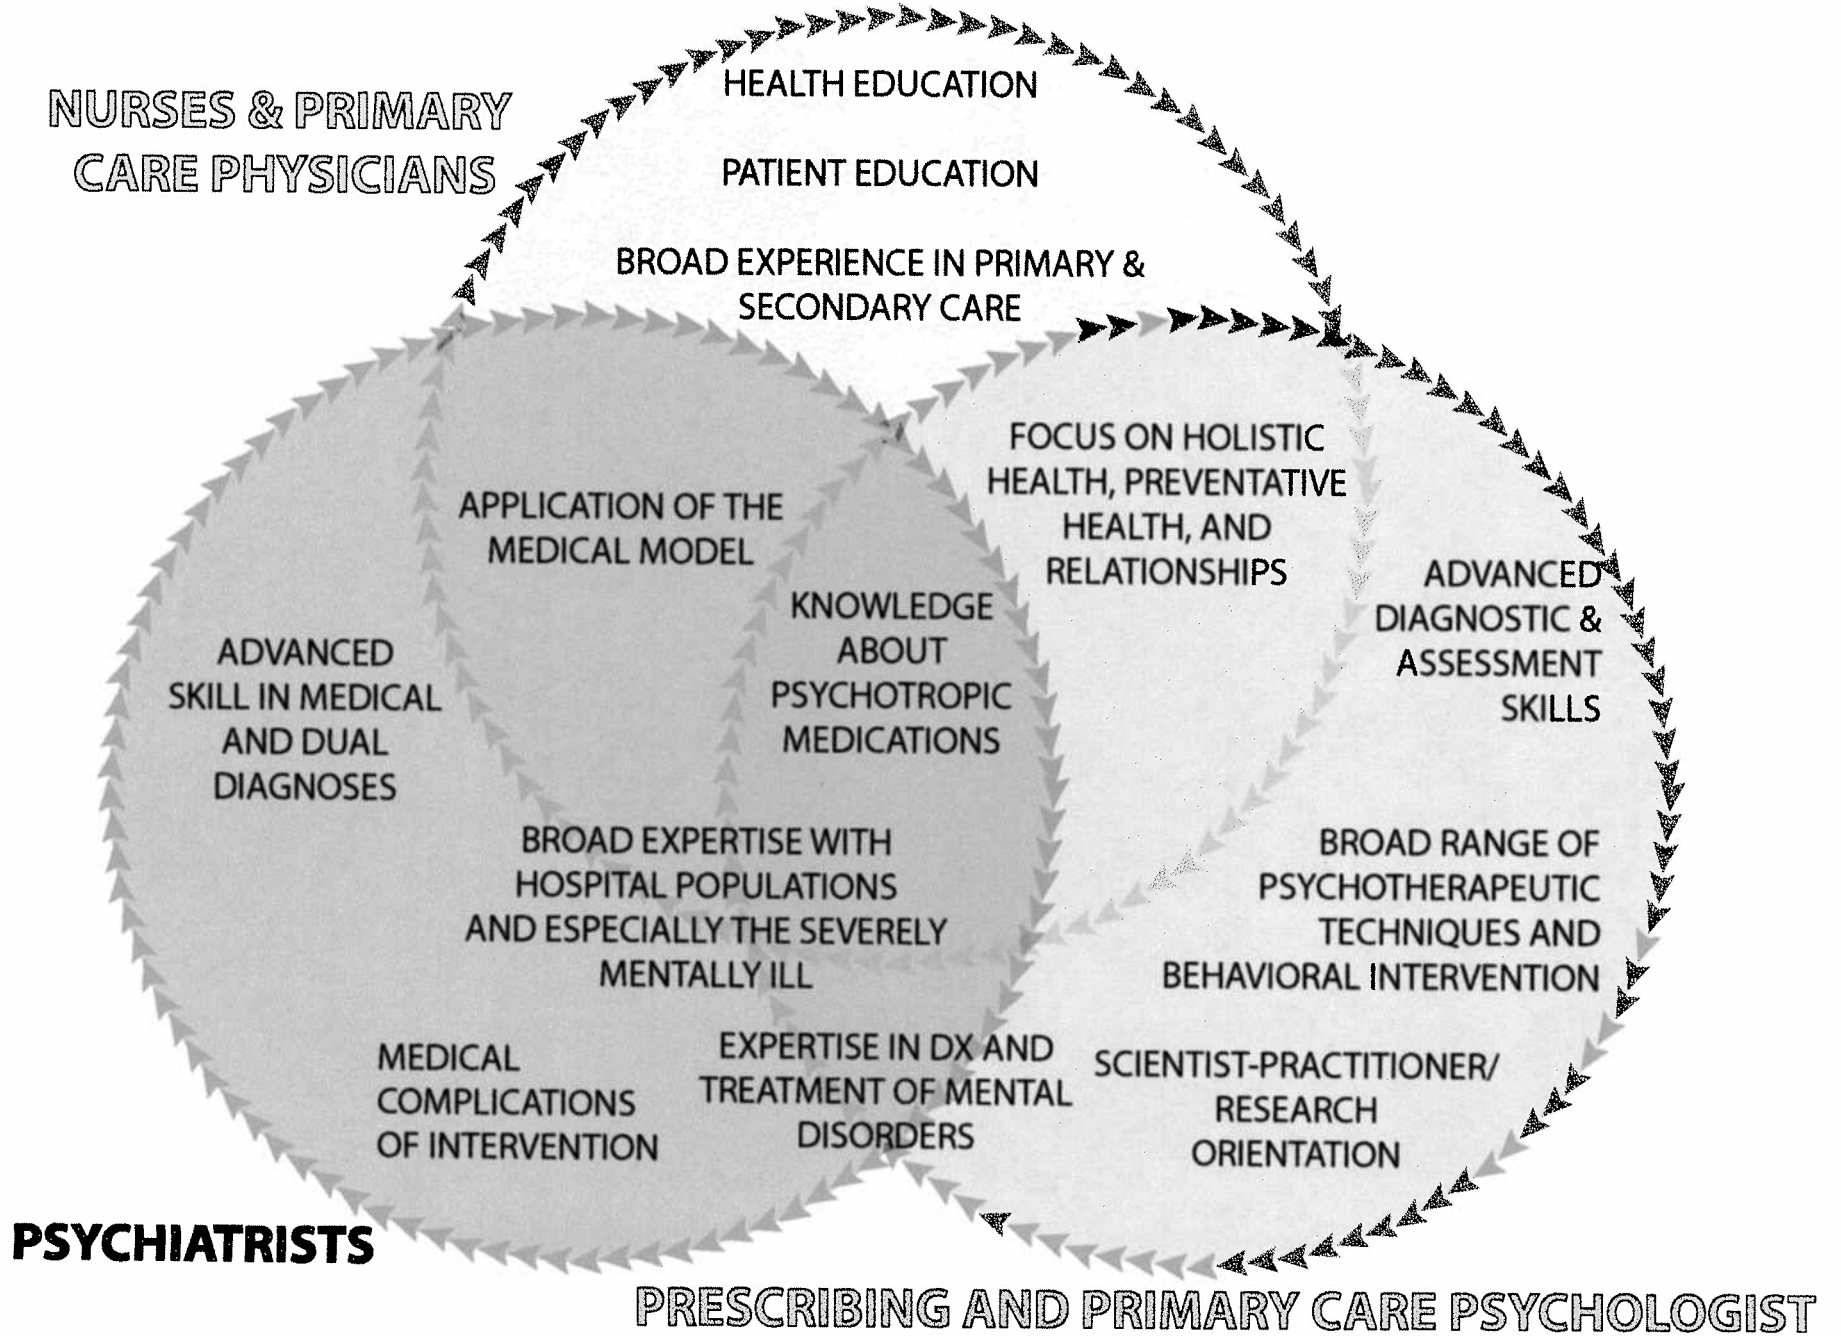 NURSES & PRIMARY
CARE PHYSICIANS
HEALTH EDUCATION
PATIENT EDUCATION
BROAD EXPERIENCE IN PRIMARY &
SECONDARY CARE
APPLICATION OF THE
MEDICAL MODEL
FOCUS ON HOLISTIC
HEALTH, PREVENTATIVE
HEALTH, AND
RELATIONSHIPS
KNOWLEDGE
ABOUT
PSYCHOTROPIC
MEDICATIONS
ADVANCED
SKILL IN MEDICAL
AND DUAL
DIAGNOSES
ADVANCED
DIAGNOSTIC &
ASSESSMENT
SKILLS
BROAD EXPERTISE WITH
HOSPITAL POPULATIONS
AND ESPECIALLY THE SEVERELY
MENTALLY ILL
BROAD RANGE OF
PSYCHOTHERAPEUTIC
TECHNIQUES AND
BEHAVIORAL INTERVENTION
MEDICAL
COMPLICATIONS
OF INTERVENTION
EXPERTISE IN DX AND
TREATMENT OF MENTAL
DISORDERS
SCIENTIST-PRACTITIONER/
RESEARCH
ORIENTATION
PSYCHIATRISTS
PRESCRIBING AND PRIMARY CARE PSYCHOLOGIST